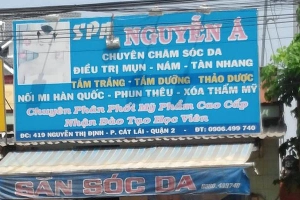 SPA NGUYỄN Á
CHUYÊN CHĂM SÓC DA
ĐIỀU TRỊ MỤN - NÁM - TÀN NHANG
TẮM TRẮNG - TẮM DƯỠNG THẢO DƯỢC
NỐI MI HÀN QUỐC - PHUN THÊU - XÓA THẨM MỸ
Chuyên Phân Phối Mỹ Phẩm Cao Cấp
Nhận Đào Tạo Học Viên
ĐC: 419 NGUYỄN THỊ ĐỊNH - P. CÁT LÁI - QUẬN 2 - ĐT: 0906.499 740
SĂN SÓC DA